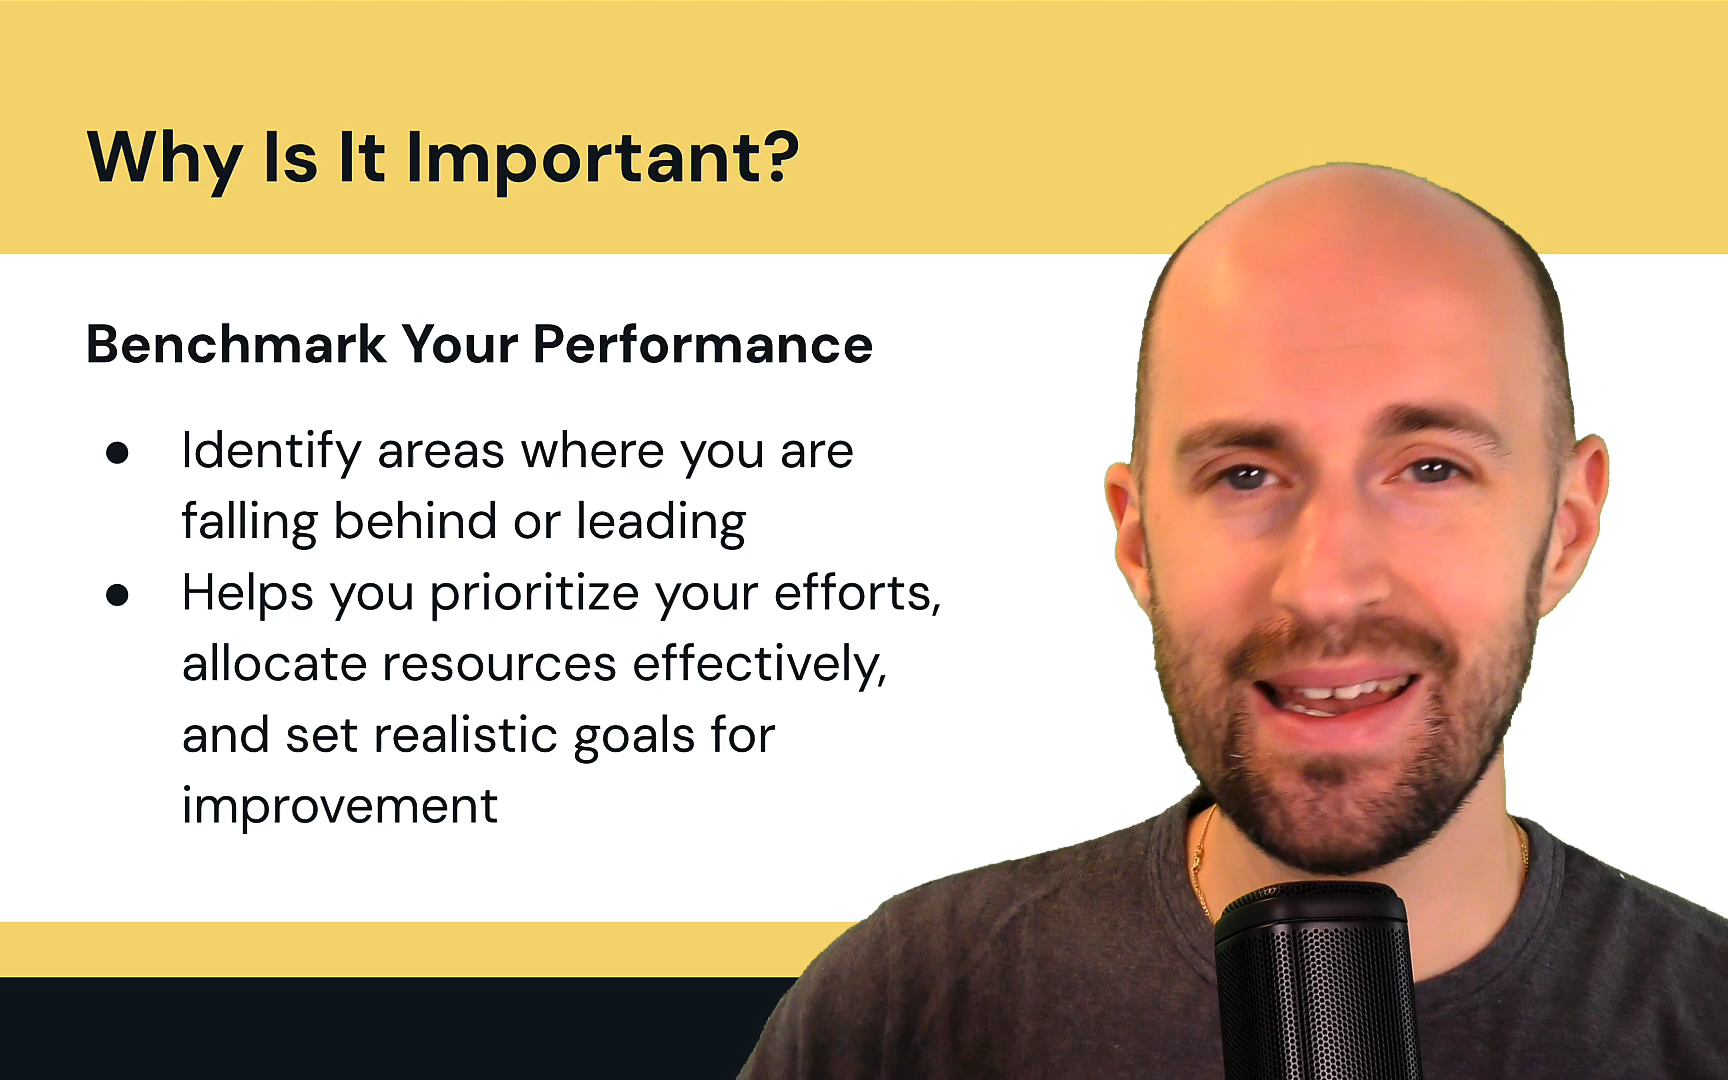 Why Is It Important?
Benchmark Your Performance
● Identify areas where you are
falling behind or leading
● Helps you prioritize your efforts,
allocate resources effectively,
and set realistic goals for
improvement